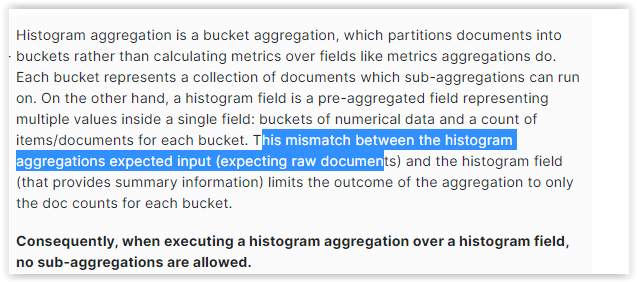 Histogram aggregation is a bucket aggregation, which partitions documents into
buckets rather than calculating metrics over fields like metrics aggregations do.
Each bucket represents a collection of documents which sub-aggregations can run
on. On the other hand, a histogram field is a pre-aggregated field representing
multiple values inside a single field: buckets of numerical data and a count of
items/documents for each bucket. This mismatch between the histogram
aggregations expected input (expecting raw documents) and the histogram field
(that provides summary information) limits the outcome of the aggregation to only
the doc counts for each bucket.
Consequently, when executing a histogram aggregation over a histogram field,
no sub-aggregations are allowed.